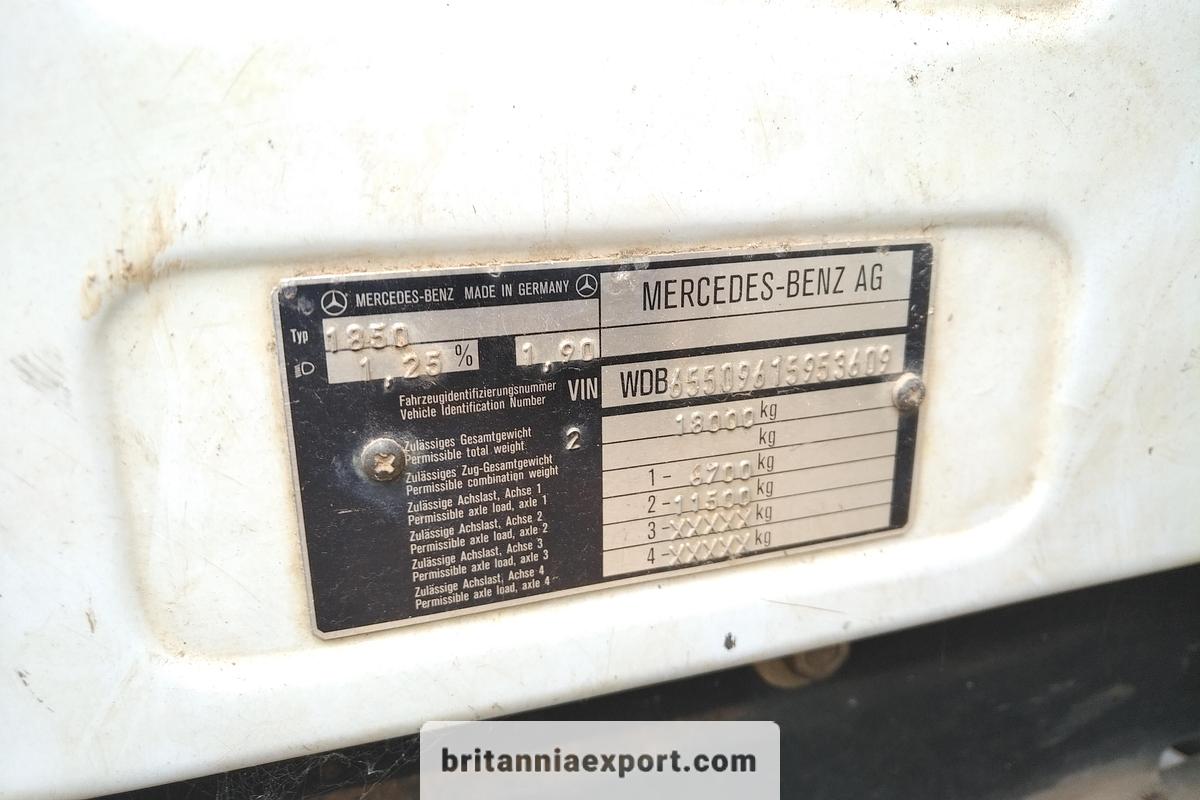 MERCEDES-BENZ MADE IN GERMANY
MERCEDES-BENZ AG
Typ 1850
1,25 % 1,90
Fahrzeugidentifizierungsnummer
Vehicle Identification Number
VIN WDB65509615953609
Zulässiges Gesamtgewicht
Permissible total weight
2 18000 kg
Zulässiges Zug-Gesamtgewicht
Permissible combination weight
kg
Zulässige Achslast, Achse 1
Permissible axle load, axle 1
1 - 6700 kg
Zulässige Achslast, Achse 2
Permissible axle load, axle 2
2 - 11500 kg
Zulässige Achslast, Achse 3
Permissible axle load, axle 3
3 - XXXXX kg
Zulässige Achslast, Achse 4
Permissible axle load, axle 4
4 - XXXXX kg
britanniaexport.com